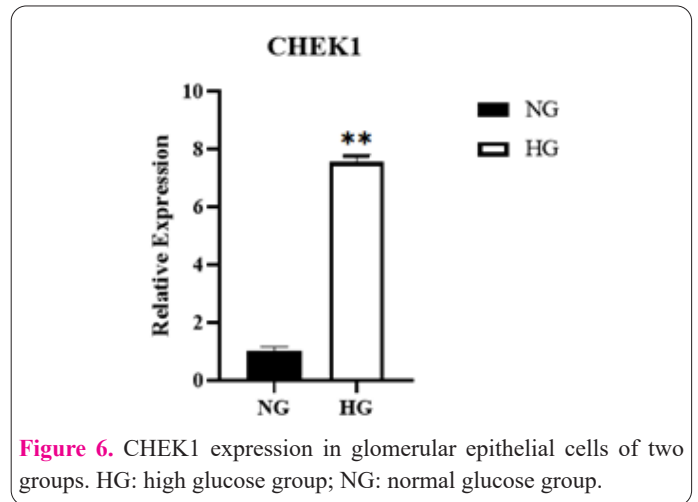 CHEK1
10
8
6
4
2
0
Relative Expression
**
NG
HG
NG
HG
Figure 6. CHEK1 expression in glomerular epithelial cells of two
groups. HG: high glucose group; NG: normal glucose group.